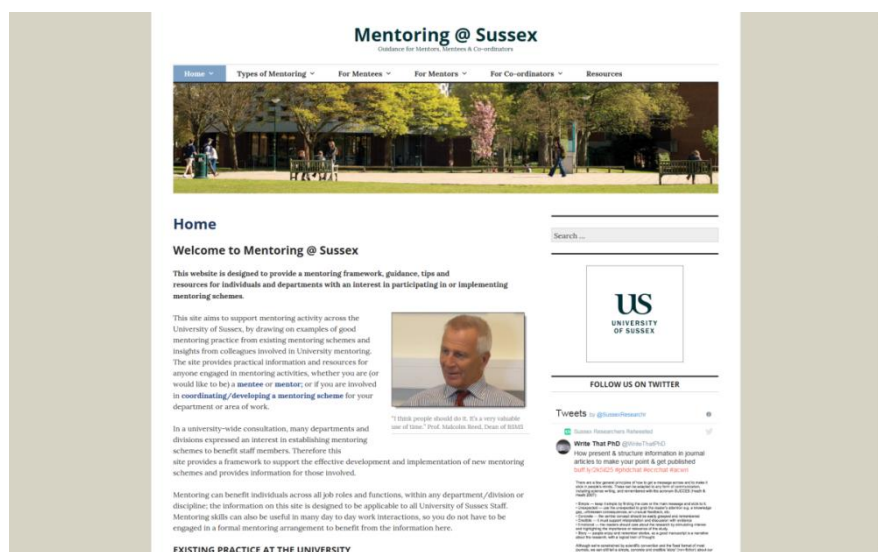 Mentoring @ Sussex
Guidance for Mentors, Mentees & Co-ordinators
Home Types of Mentoring For Mentees For Mentors For Co-ordinators Resources
Home
Welcome to Mentoring @ Sussex
This website is designed to provide a mentoring framework, guidance, tips and
resources for individuals and departments with an interest in participating in or implementing
mentoring schemes.
This site aims to support mentoring activity across the
University of Sussex, by drawing on examples of good
mentoring practice from existing mentoring schemes and
insights from colleagues involved in University mentoring.
The site provides practical information and resources for
anyone engaged in mentoring activities, whether you are (or
would like to be) a mentee or mentor; or if you are involved
in coordinating/developing a mentoring scheme for your
department or area of work.
"I think people should do it. It's a very valuable
use of time." Prof. Malcolm Reed, Dean of BSMS
In a university-wide consultation, many departments and
divisions expressed an interest in establishing mentoring
schemes to benefit staff members. Therefore this
site provides a framework to support the effective development and implementation of new mentoring
schemes and provides information for those involved.
Mentoring can benefit individuals across all job roles and functions, within any department/division or
discipline; the information on this site is designed to be applicable to all University of Sussex Staff.
Mentoring skills can also be useful in many day to day work interactions, so you do not have to be
engaged in a formal mentoring arrangement to benefit from the information here.
EXISTING PRACTICE AT THE UNIVERSITY
Search ...
US
UNIVERSITY
OF SUSSEX
FOLLOW US ON TWITTER
Tweets by @SussexResearchr
Sussex Researchers Retweeted
Write That PhD @WriteThatPhD
How present & structure information in journal
articles to make your point & get published
#phdchat #ecrchat #acwri